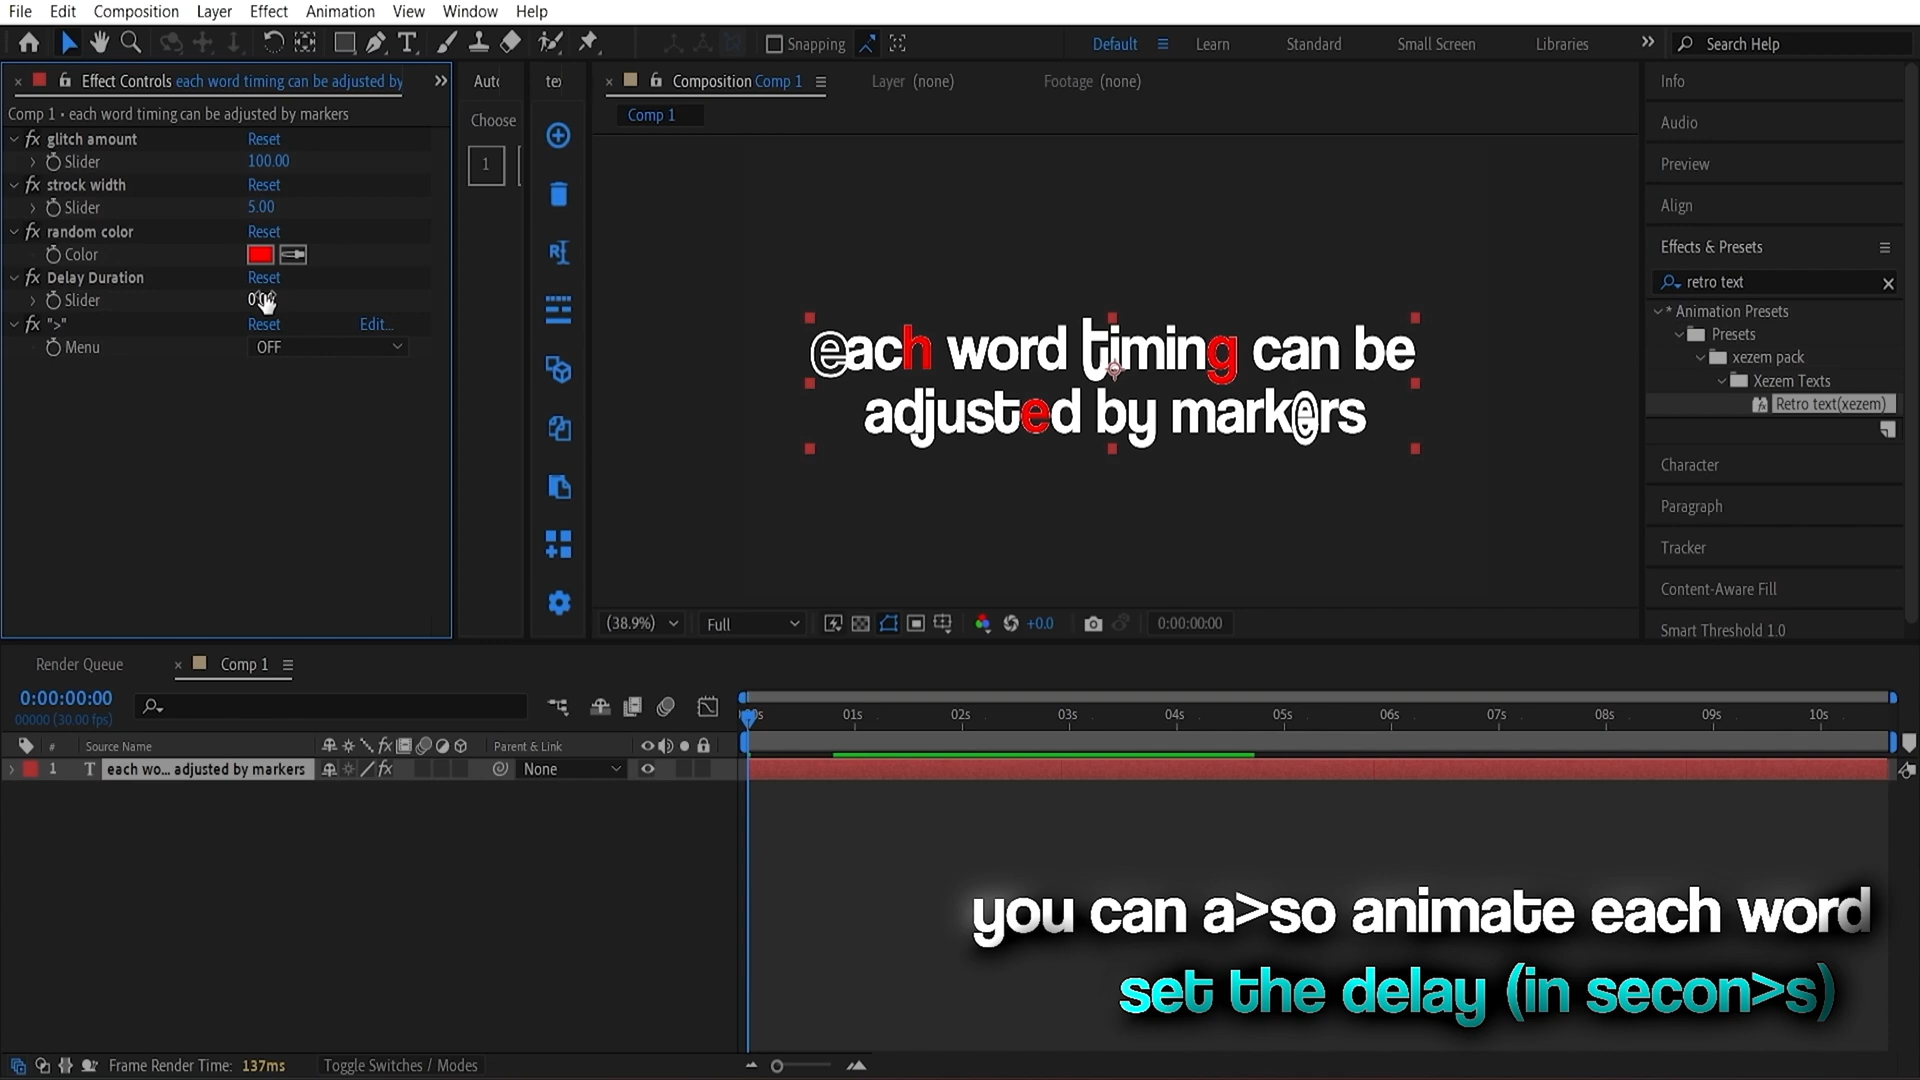 File Edit Composition Layer Effect Animation View Window Help
Snapping
Default Learn Standard Small Screen Libraries
Search Help
Effect Controls each word timing can be adjusted by
Comp 1 • each word timing can be adjusted by markers
fx glitch amount Reset
Slider 100.00
fx strock width Reset
Slider 5.00
fx random color Reset
Color
fx Delay Duration Reset
Slider
fx ">" Reset Edit...
Menu OFF
Choose
1
Composition Comp 1
Layer (none)
Footage (none)
Comp 1
each word timing can be
adjusted by markers
(38.9%) Full +0.0 0:00:00:00
Info
Audio
Preview
Align
Effects & Presets
retro text
* Animation Presets
Presets
xezem pack
Xezem Texts
Retro text(xezem)
Character
Paragraph
Tracker
Content-Aware Fill
Smart Threshold 1.0
Render Queue Comp 1
0:00:00:00
00000 (30.00 fps)
01s 02s 03s 04s 05s 06s 07s 08s 09s 10s
# Source Name fx Parent & Link
1 T each wo... adjusted by markers fx None
you can a>so animate each word
set the delay (in secon>s)
Frame Render Time: 137ms Toggle Switches / Modes